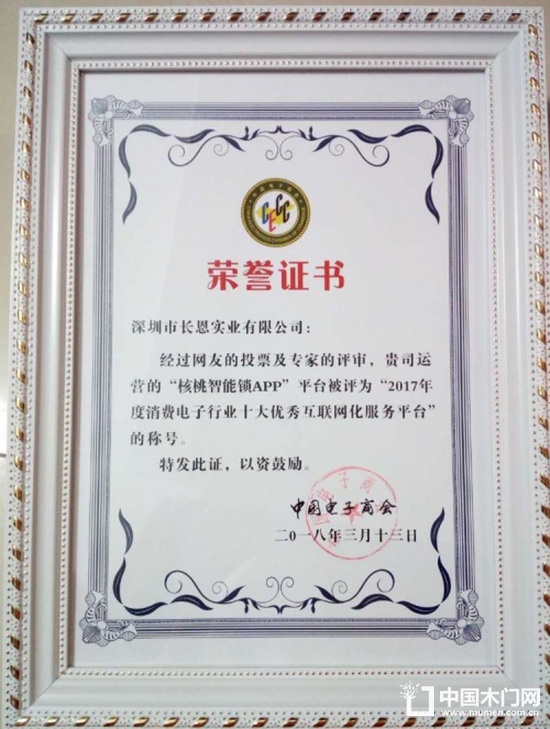 CECC
荣誉证书
深圳市长恩实业有限公司：
经过网友的投票及专家的评审，贵司运
营的“核桃智能锁APP”平台被评为“2017年
度消费电子行业十大优秀互联网化服务平台”
的称号。
特发此证，以资鼓励。
中国电子商会
二〇一八年三月十三日
中国木门网
www.mumen.com.cn